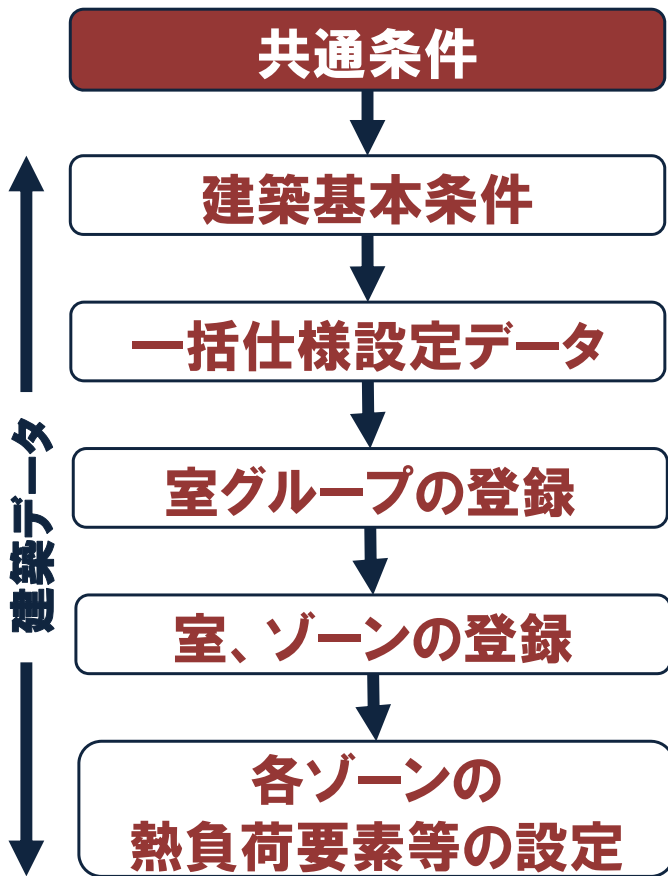 共通条件
建築基本条件
一括仕様設定データ
室グループの登録
室、ゾーンの登録
各ゾーンの
熱負荷要素等の設定
建築データ